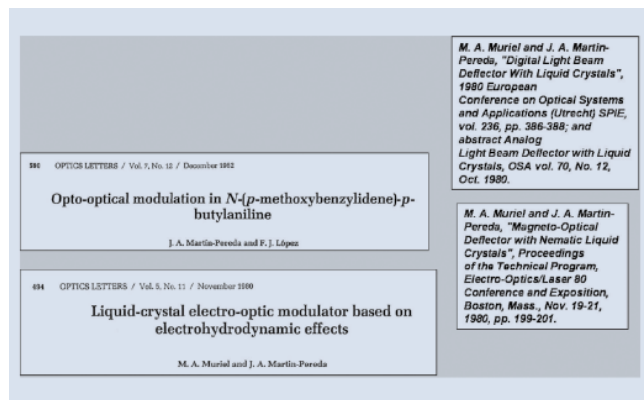 590 OPTICS LETTERS / Vol. 7, No. 12 / December 1982
Opto-optical modulation in N-(p-methoxybenzylidene)-p-
butylaniline
J. A. Martín-Pereda and F. J. López
494 OPTICS LETTERS / Vol. 5, No. 11 / November 1980
Liquid-crystal electro-optic modulator based on
electrohydrodynamic effects
M. A. Muriel and J. A. Martin-Pereda
M. A. Muriel and J. A. Martin-
Pereda, "Digital Light Beam
Deflector With Liquid Crystals",
1980 European
Conference on Optical Systems
and Applications (Utrecht) SPIE,
vol. 236, pp. 386-388; and
abstract Analog
Light Beam Deflector with Liquid
Crystals, OSA vol. 70, No. 12,
Oct. 1980.
M. A. Muriel and J. A. Martin-
Pereda, "Magneto-Optical
Deflector with Nematic Liquid
Crystals", Proceedings
of the Technical Program,
Electro-Optics/Laser 80
Conference and Exposition,
Boston, Mass., Nov. 19-21,
1980, pp. 199-201.